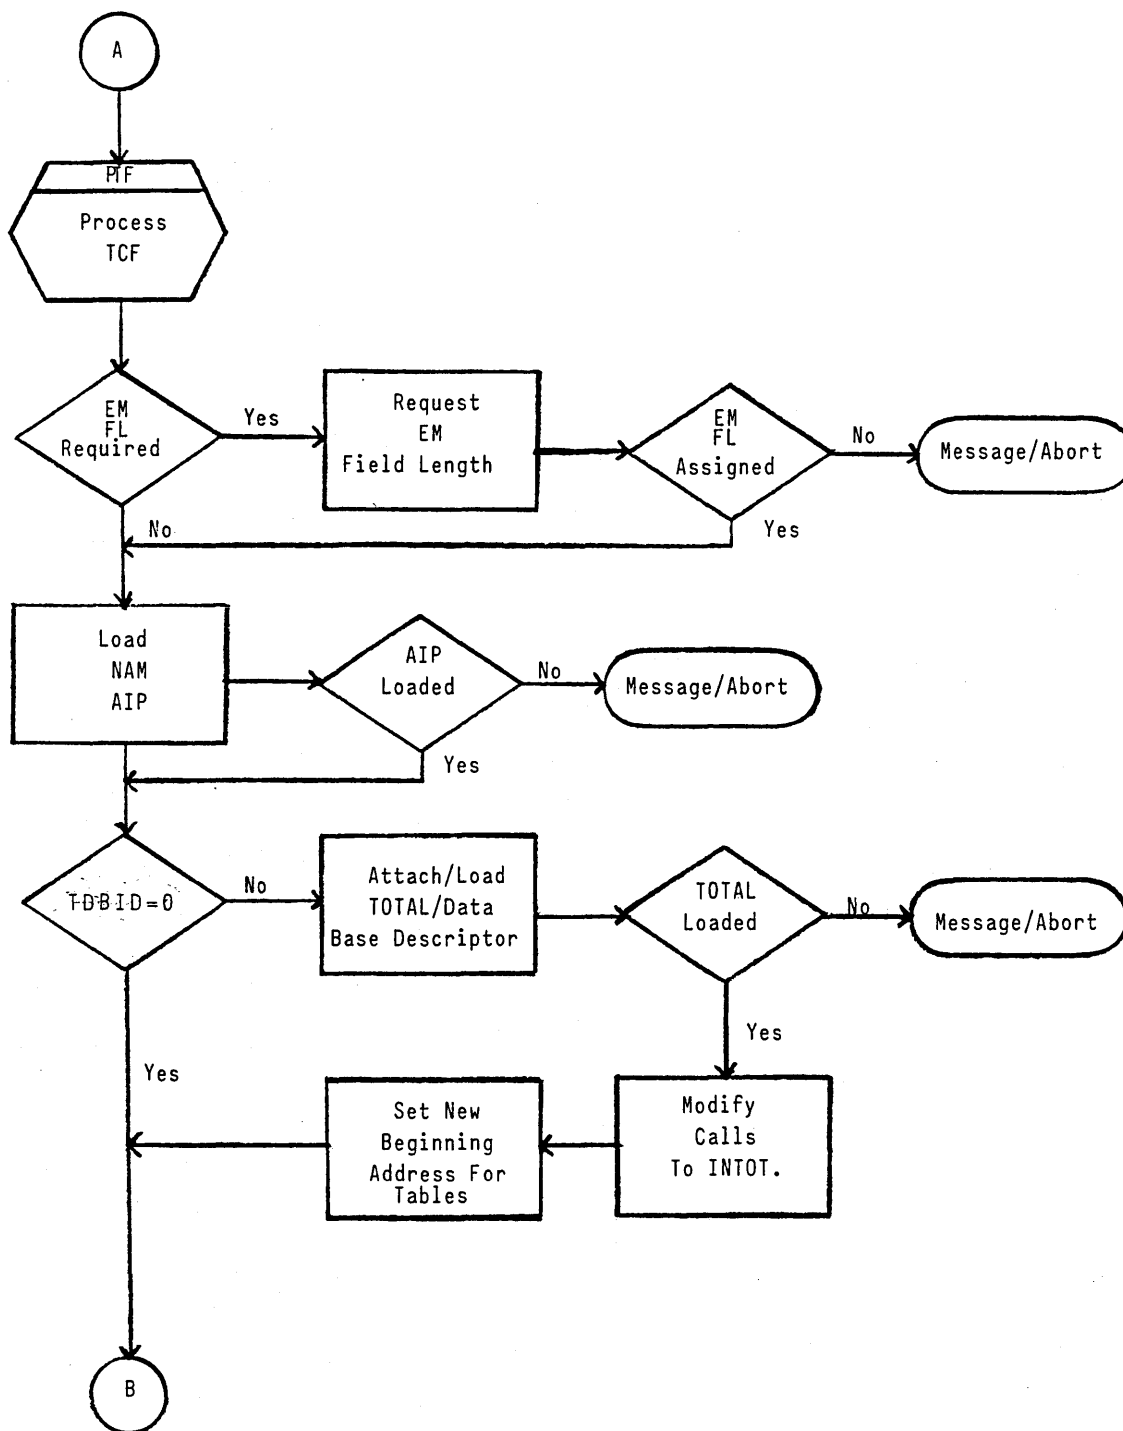 A
PTF
Process
TCF
EM
FL
Required
Yes
Request
EM
Field Length
EM
FL
Assigned
No
Message/Abort
No
Yes
Load
NAM
AIP
AIP
Loaded
No
Message/Abort
Yes
TDBID=0
No
Attach/Load
TOTAL/Data
Base Descriptor
TOTAL
Loaded
No
Message/Abort
Yes
Yes
Set New
Beginning
Address For
Tables
Modify
Calls
To INTOT.
B